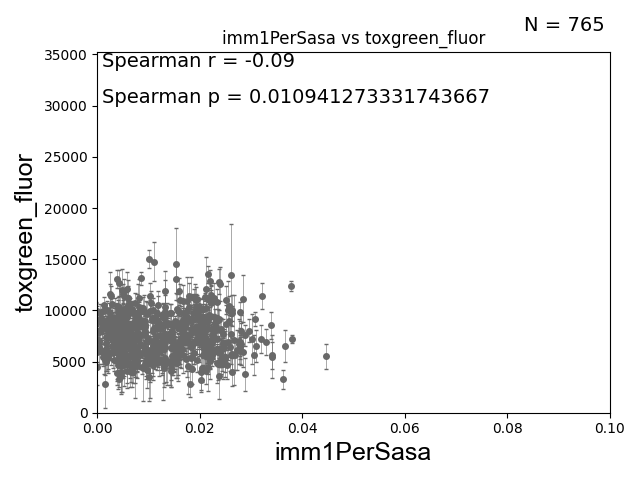 N = 765
imm1PerSasa vs toxgreen_fluor
Spearman r = -0.09
Spearman p = 0.010941273331743667
35000
30000
25000
20000
15000
10000
5000
0
toxgreen_fluor
0.00 0.02 0.04 0.06 0.08 0.10
imm1PerSasa